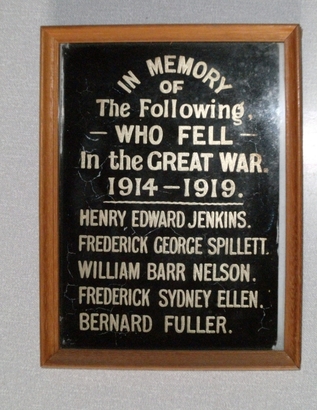 IN MEMORY
OF
The Following,
— WHO FELL —
In the GREAT WAR.
1914 — 1919.
HENRY EDWARD JENKINS.
FREDERICK GEORGE SPILLETT.
WILLIAM BARR NELSON.
FREDERICK SYDNEY ELLEN.
BERNARD FULLER.